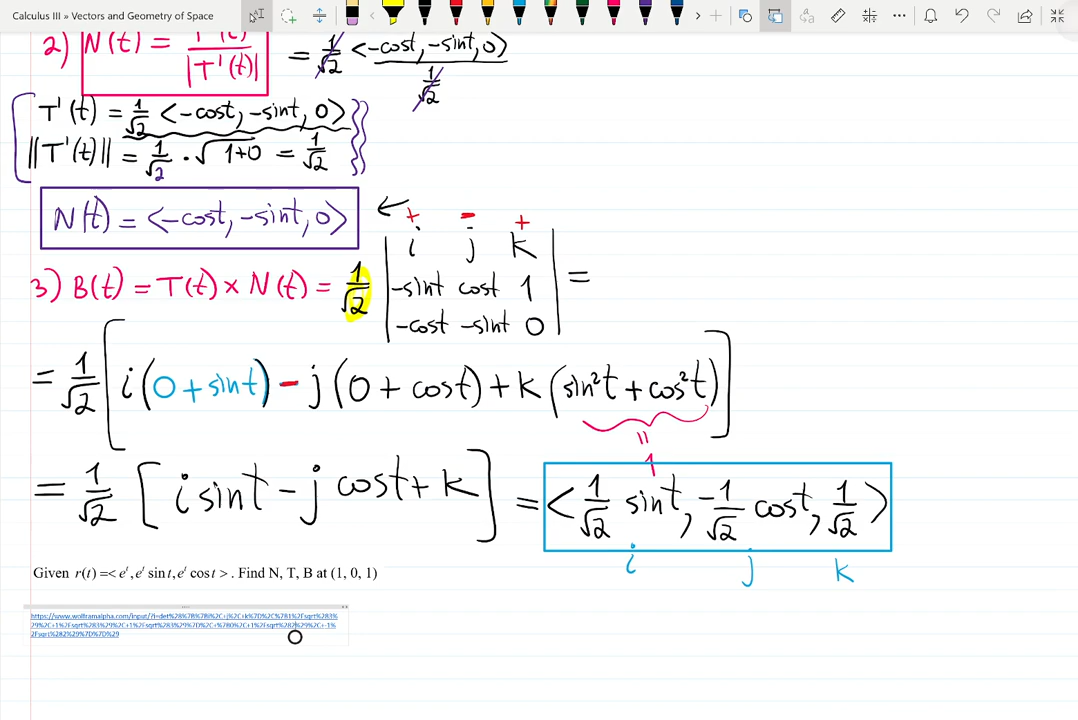 Calculus III » Vectors and Geometry of Space
2) N(t) = T'(t) / |T'(t)| = 1/√2 <-cost, -sint, 0> / 1/√2
T'(t) = 1/√2 <-cost, -sint, 0>
||T'(t)|| = 1/√2 · √1+0 = 1/√2
N(t) = <-cost, -sint, 0>
+ - +
i j k
3) B(t) = T(t) × N(t) = 1/√2 | -sint cost 1 | =
-cost -sint 0
= 1/√2 [ i (0 + sint) - j (0 + cost) + k (sin²t + cos²t) ]
"
1
= 1/√2 [ i sint - j cost + k ] = < 1/√2 sint, -1/√2 cost, 1/√2 >
i j k
Given r(t) =< eᵗ, eᵗ sin t, eᵗ cos t > . Find N, T, B at (1, 0, 1)